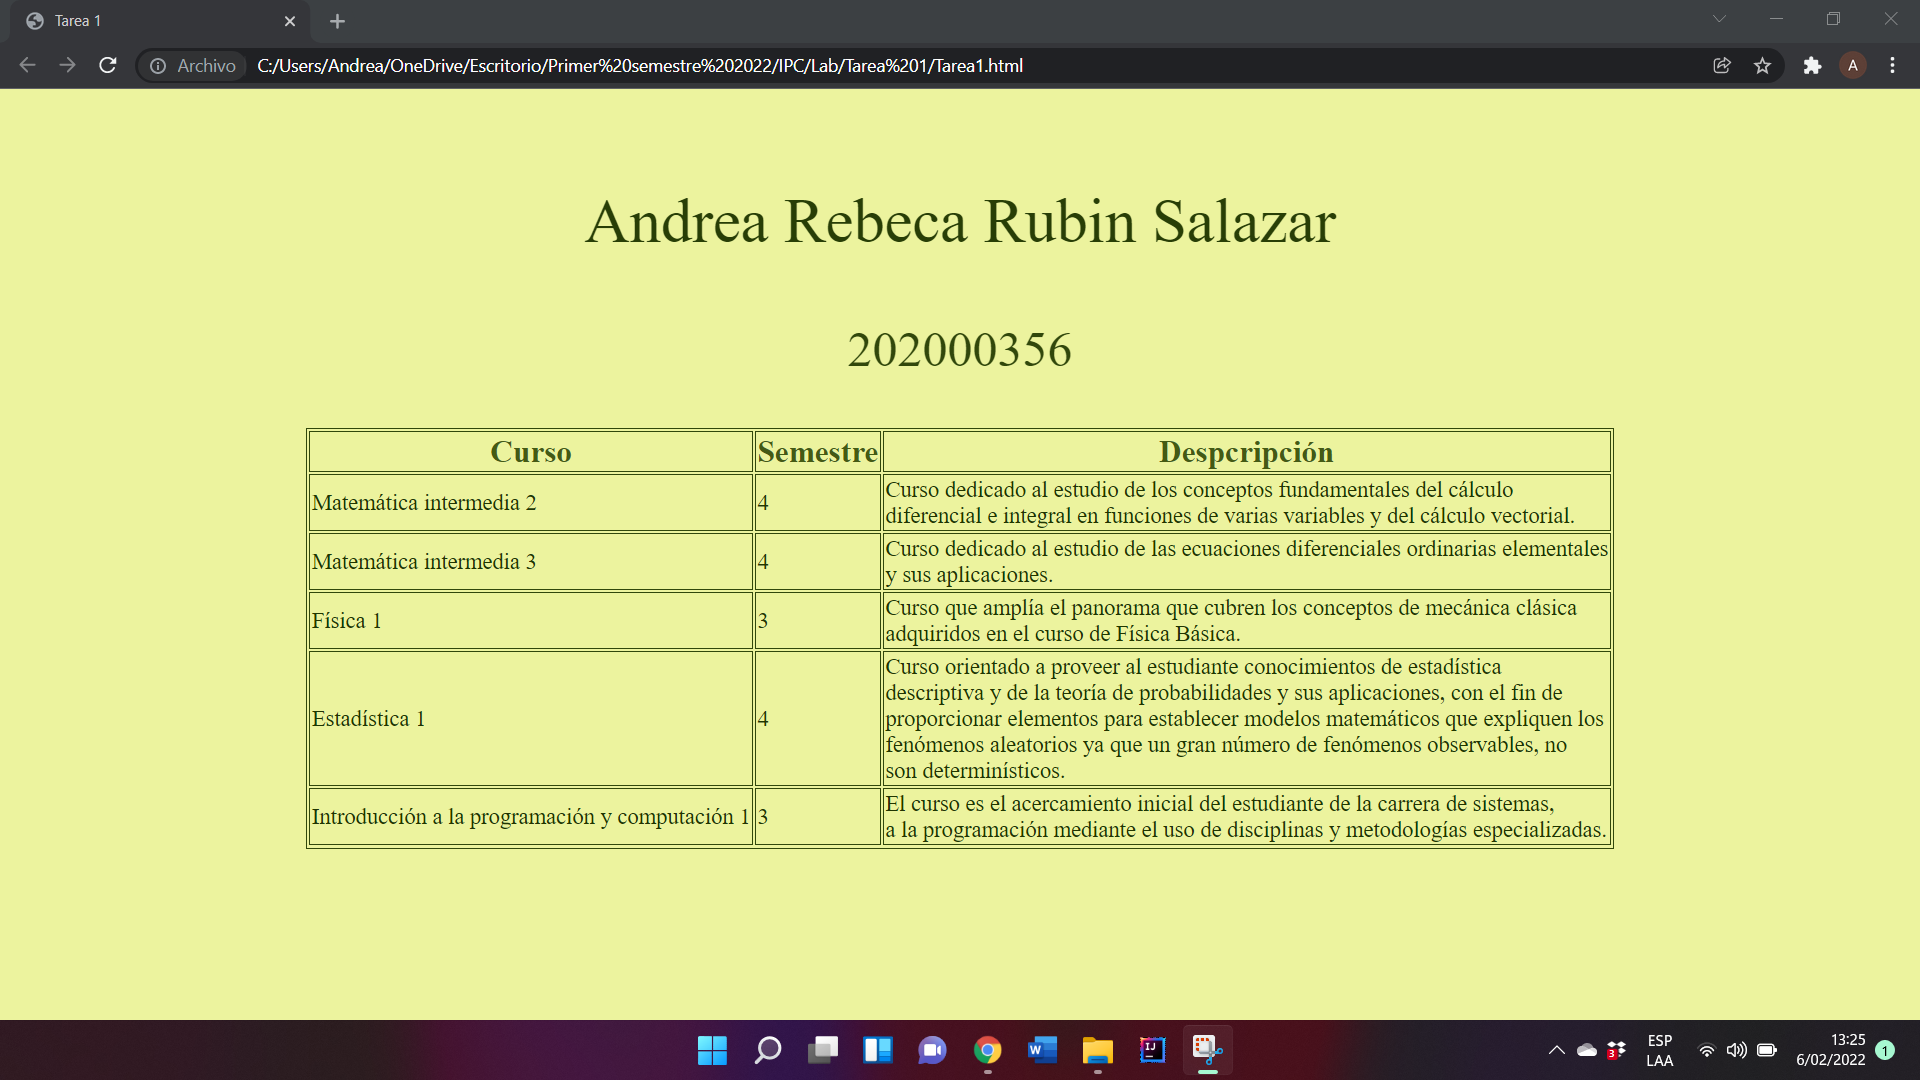 Tarea 1
Archivo
C:/Users/Andrea/OneDrive/Escritorio/Primer%20semestre%202022/IPC/Lab/Tarea%201/Tarea1.html
A
Andrea Rebeca Rubin Salazar
202000356
Curso Semestre Despcripción
Matemática intermedia 2
4
Curso dedicado al estudio de los conceptos fundamentales del cálculo
diferencial e integral en funciones de varias variables y del cálculo vectorial.
Matemática intermedia 3
4
Curso dedicado al estudio de las ecuaciones diferenciales ordinarias elementales
y sus aplicaciones.
Física 1
3
Curso que amplía el panorama que cubren los conceptos de mecánica clásica
adquiridos en el curso de Física Básica.
Estadística 1
4
Curso orientado a proveer al estudiante conocimientos de estadística
descriptiva y de la teoría de probabilidades y sus aplicaciones, con el fin de
proporcionar elementos para establecer modelos matemáticos que expliquen los
fenómenos aleatorios ya que un gran número de fenómenos observables, no
son determinísticos.
Introducción a la programación y computación 1
3
El curso es el acercamiento inicial del estudiante de la carrera de sistemas,
a la programación mediante el uso de disciplinas y metodologías especializadas.
W
IJ
3
ESP
LAA
13:25
6/02/2022
1